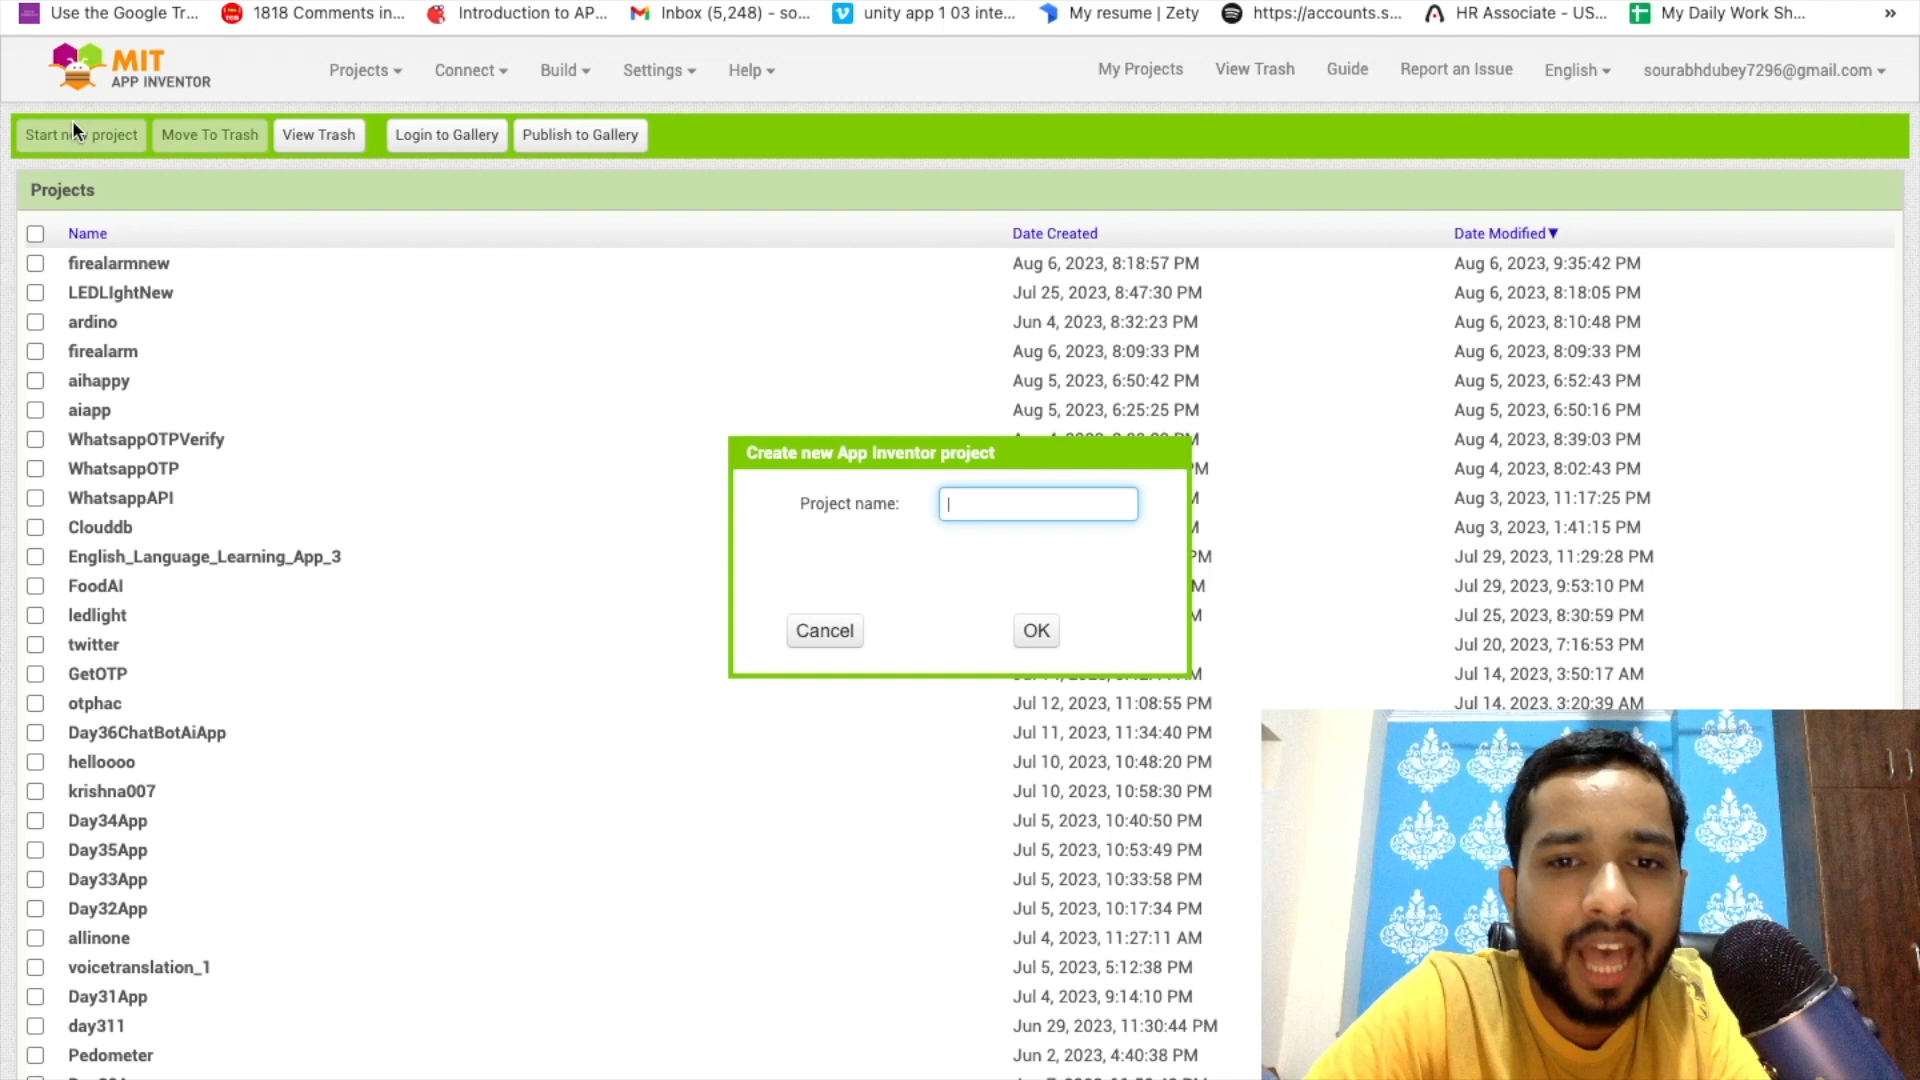 Use the Google Tr... 1818 Comments in... Introduction to AP... Inbox (5,248) - so... unity app 1 03 inte... My resume | Zety https://accounts.s... HR Associate - US... My Daily Work Sh... »
MIT
APP INVENTOR
Projects Connect Build Settings Help My Projects View Trash Guide Report an Issue English sourabhdubey7296@gmail.com
Start new project Move To Trash View Trash Login to Gallery Publish to Gallery
Projects
Name Date Created Date Modified▼
firealarmnew Aug 6, 2023, 8:18:57 PM Aug 6, 2023, 9:35:42 PM
LEDLIghtNew Jul 25, 2023, 8:47:30 PM Aug 6, 2023, 8:18:05 PM
ardino Jun 4, 2023, 8:32:23 PM Aug 6, 2023, 8:10:48 PM
firealarm Aug 6, 2023, 8:09:33 PM Aug 6, 2023, 8:09:33 PM
aihappy Aug 5, 2023, 6:50:42 PM Aug 5, 2023, 6:52:43 PM
aiapp Aug 5, 2023, 6:25:25 PM Aug 5, 2023, 6:50:16 PM
WhatsappOTPVerify Aug 4, 2023, 8:39:03 PM
WhatsappOTP Aug 4, 2023, 8:02:43 PM
WhatsappAPI Aug 3, 2023, 11:17:25 PM
Clouddb Aug 3, 2023, 1:41:15 PM
English_Language_Learning_App_3 PM Jul 29, 2023, 11:29:28 PM
FoodAI Jul 29, 2023, 9:53:10 PM
ledlight Jul 25, 2023, 8:30:59 PM
twitter Jul 20, 2023, 7:16:53 PM
GetOTP Jul 14, 2023, 3:50:17 AM
otphac Jul 12, 2023, 11:08:55 PM Jul 14, 2023, 3:20:39 AM
Day36ChatBotAiApp Jul 11, 2023, 11:34:40 PM
helloooo Jul 10, 2023, 10:48:20 PM
krishna007 Jul 10, 2023, 10:58:30 PM
Day34App Jul 5, 2023, 10:40:50 PM
Day35App Jul 5, 2023, 10:53:49 PM
Day33App Jul 5, 2023, 10:33:58 PM
Day32App Jul 5, 2023, 10:17:34 PM
allinone Jul 4, 2023, 11:27:11 AM
voicetranslation_1 Jul 5, 2023, 5:12:38 PM
Day31App Jul 4, 2023, 9:14:10 PM
day311 Jun 29, 2023, 11:30:44 PM
Pedometer Jun 2, 2023, 4:40:38 PM
Create new App Inventor project
Project name:
Cancel OK